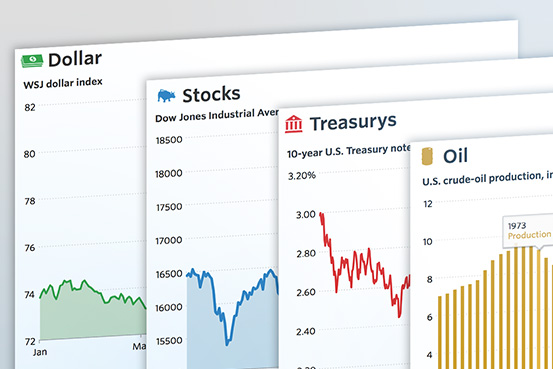 Dollar
WSJ dollar index
82
80
78
76
74
72
Jan
Ma
Stocks
Dow Jones Industrial Aver
18500
18000
17500
17000
16500
16000
15500
Treasurys
10-year U.S. Treasury note
3.20%
3.00
2.80
2.60
2.40
2.20
Oil
U.S. crude-oil production, in
12
10
8
6
4
1973
Production